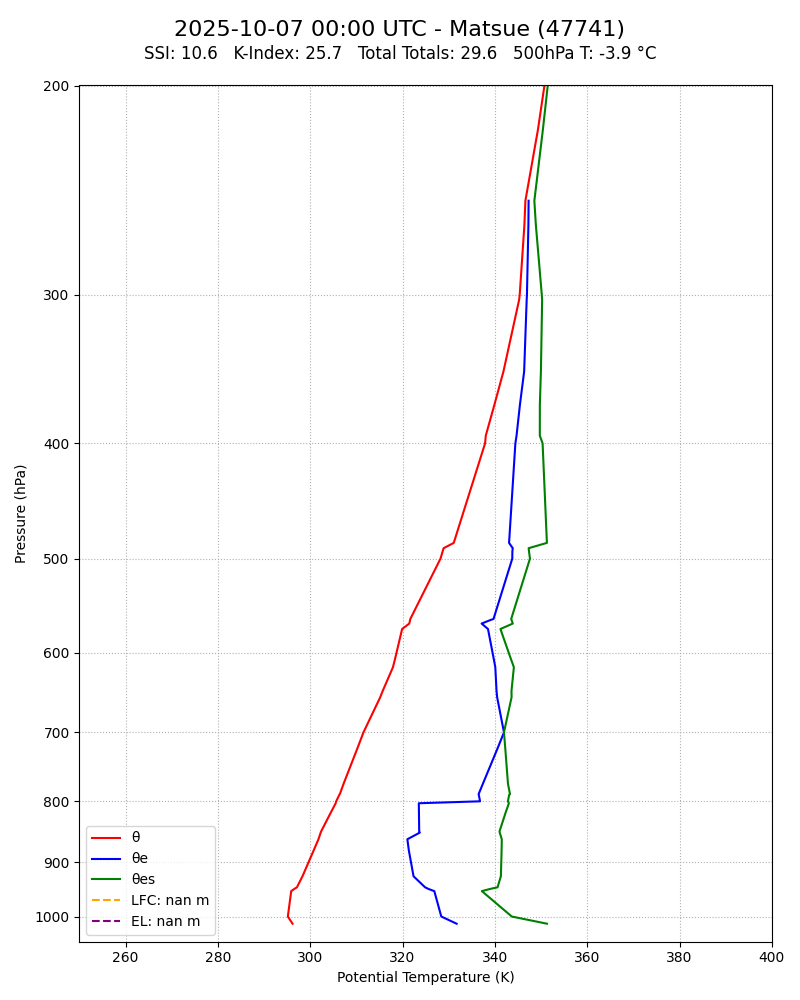 2025-10-07 00:00 UTC - Matsue (47741)
SSI: 10.6   K-Index: 25.7   Total Totals: 29.6   500hPa T: -3.9 °C
200
300
400
500
600
700
800
900
1000
Pressure (hPa)
θ
θe
θes
LFC: nan m
EL: nan m
260 280 300 320 340 360 380 400
Potential Temperature (K)